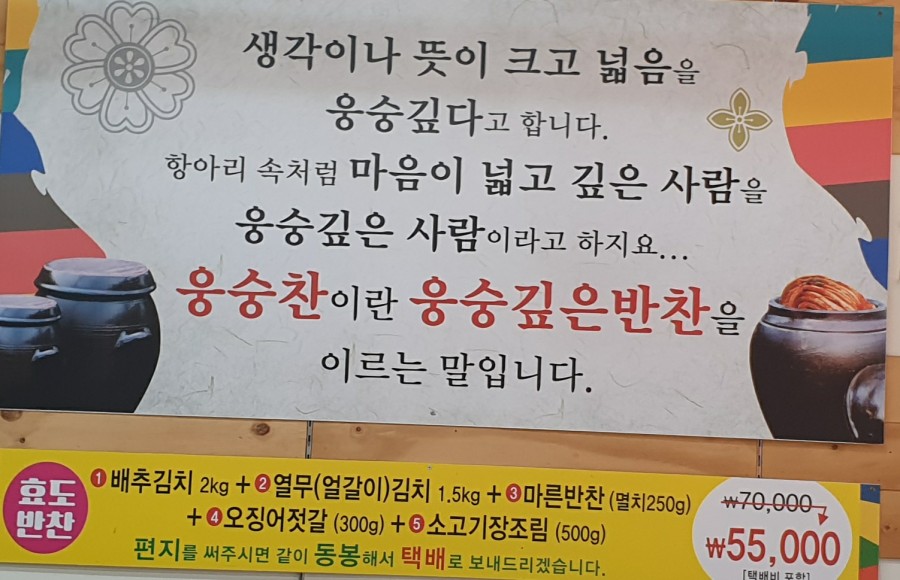 생각이나 뜻이 크고 넓음을
웅숭깊다고 합니다.
항아리 속처럼 마음이 넓고 깊은 사람을
웅숭깊은 사람이라고 하지요...
웅숭찬이란 웅숭깊은반찬을
이르는 말입니다.
효도
반찬
1 배추김치 2kg + 2 열무(얼갈이)김치 1.5kg + 3 마른반찬 (멸치250g)
+ 4 오징어젓갈 (300g) + 5 소고기장조림 (500g)
편지를 써주시면 같이 동봉해서 택배로 보내드리겠습니다.
₩70,000
₩55,000
[택배비 포함]